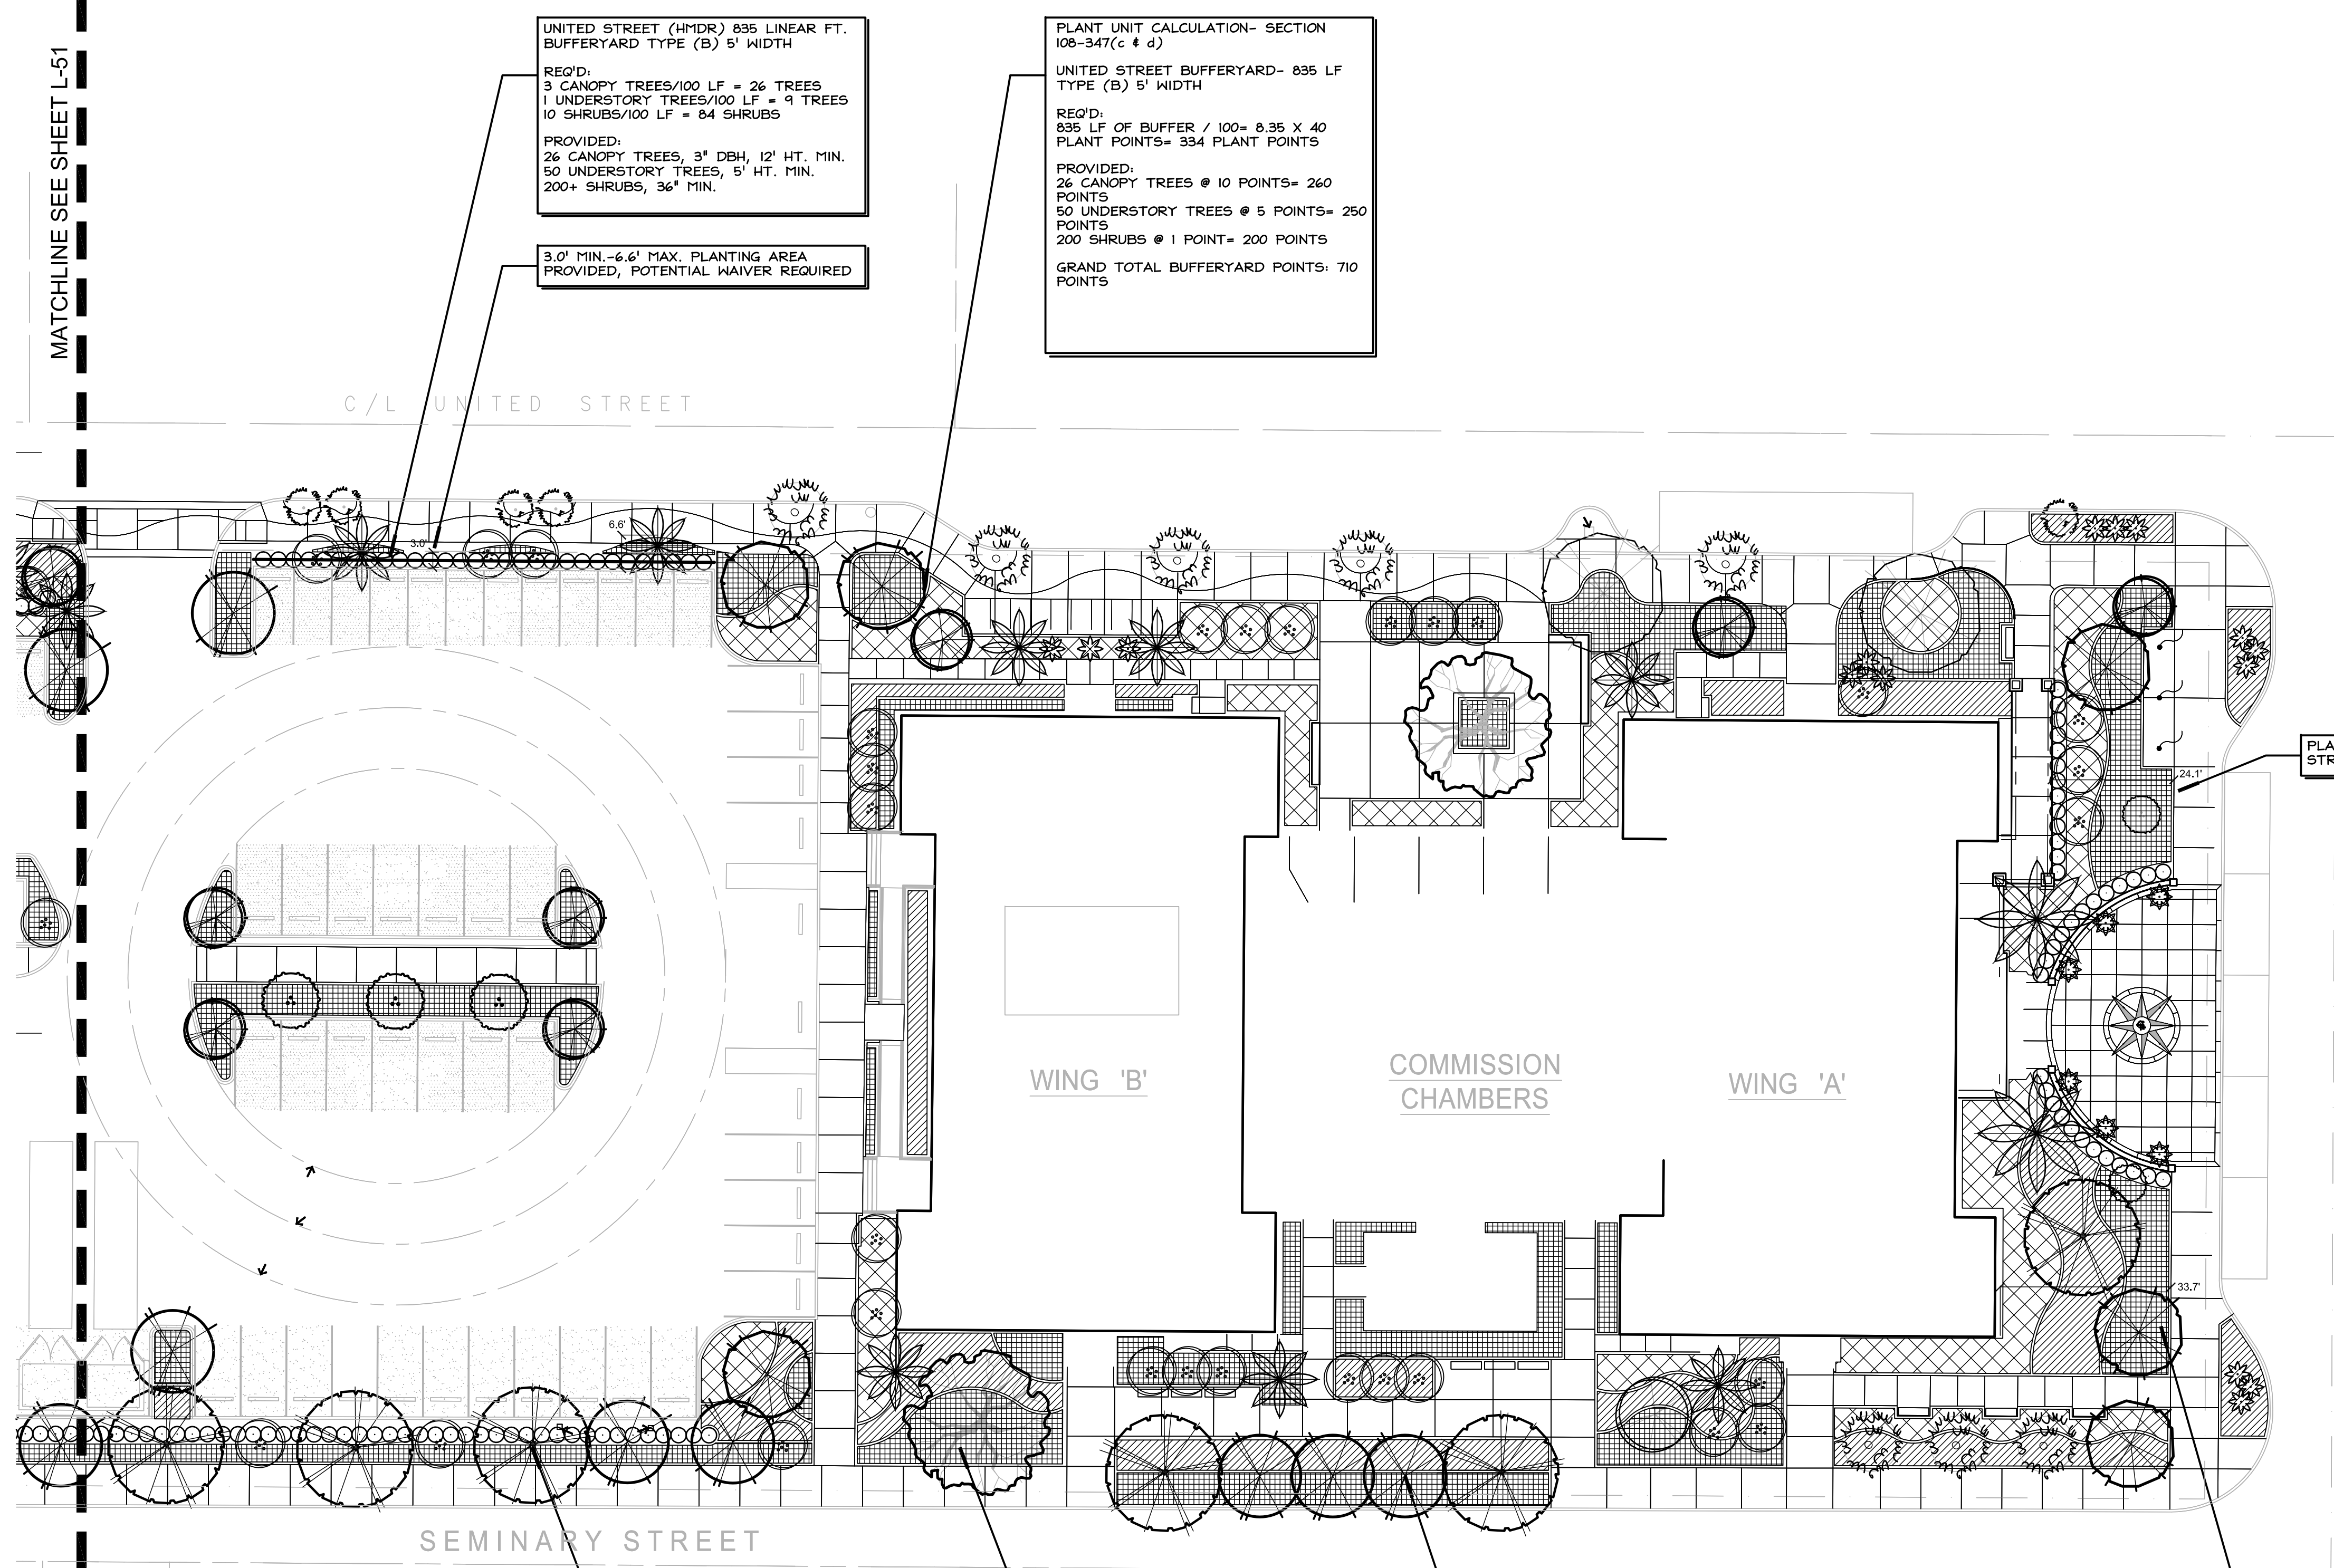 MATCHLINE SEE SHEET L-51
UNITED STREET (HMDR) 835 LINEAR FT.
BUFFERYARD TYPE (B) 5' WIDTH
REQ'D:
3 CANOPY TREES/100 LF = 26 TREES
1 UNDERSTORY TREES/100 LF = 9 TREES
10 SHRUBS/100 LF = 84 SHRUBS
PROVIDED:
26 CANOPY TREES, 3" DBH, 12' HT. MIN.
50 UNDERSTORY TREES, 5' HT. MIN.
200+ SHRUBS, 36" MIN.
3.0' MIN.-6.6' MAX. PLANTING AREA
PROVIDED, POTENTIAL WAIVER REQUIRED
PLANT UNIT CALCULATION- SECTION
108-347(c & d)
UNITED STREET BUFFERYARD- 835 LF
TYPE (B) 5' WIDTH
REQ'D:
835 LF OF BUFFER / 100= 8.35 X 40
PLANT POINTS= 334 PLANT POINTS
PROVIDED:
26 CANOPY TREES @ 10 POINTS= 260
POINTS
50 UNDERSTORY TREES @ 5 POINTS= 250
POINTS
200 SHRUBS @ 1 POINT= 200 POINTS
GRAND TOTAL BUFFERYARD POINTS: 710
POINTS
C/L UNITED STREET
3.0'
6.6'
PLA
STR
24.1'
WING 'B'
COMMISSION
CHAMBERS
WING 'A'
33.7'
SEMINARY STREET